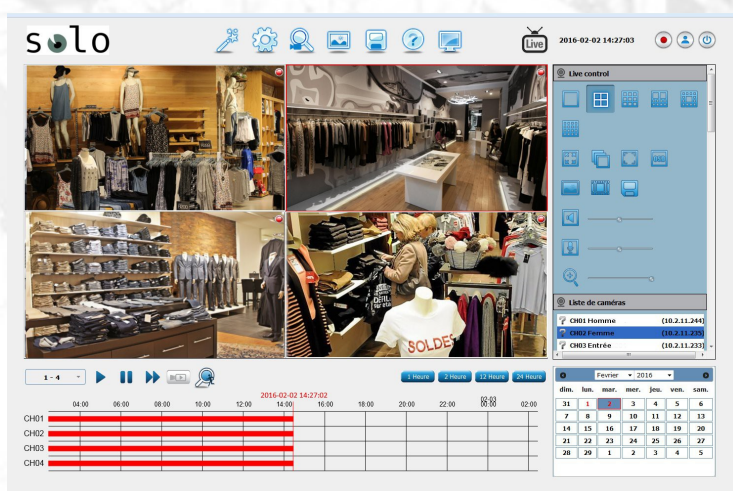 solo
Live
2016-02-02 14:27:03
Live control
Liste de caméras
CH01 Homme (10.2.11.244)
CH02 Femme (10.2.11.235)
CH03 Entrée (10.2.11.233)
SOLDES
1 - 4
1 Heure 2 Heure 12 Heure 24 Heure
2016-02-02 14:27:02
02-03
04:00 06:00 08:00 10:00 12:00 14:00 16:00 18:00 20:00 22:00 00:00 02:00
CH01
CH02
CH03
CH04
Fevrier 2016
dim. lun. mar. mer. jeu. ven. sam.
31 1 2 3 4 5 6
7 8 9 10 11 12 13
14 15 16 17 18 19 20
21 22 23 24 25 26 27
28 29 1 2 3 4 5